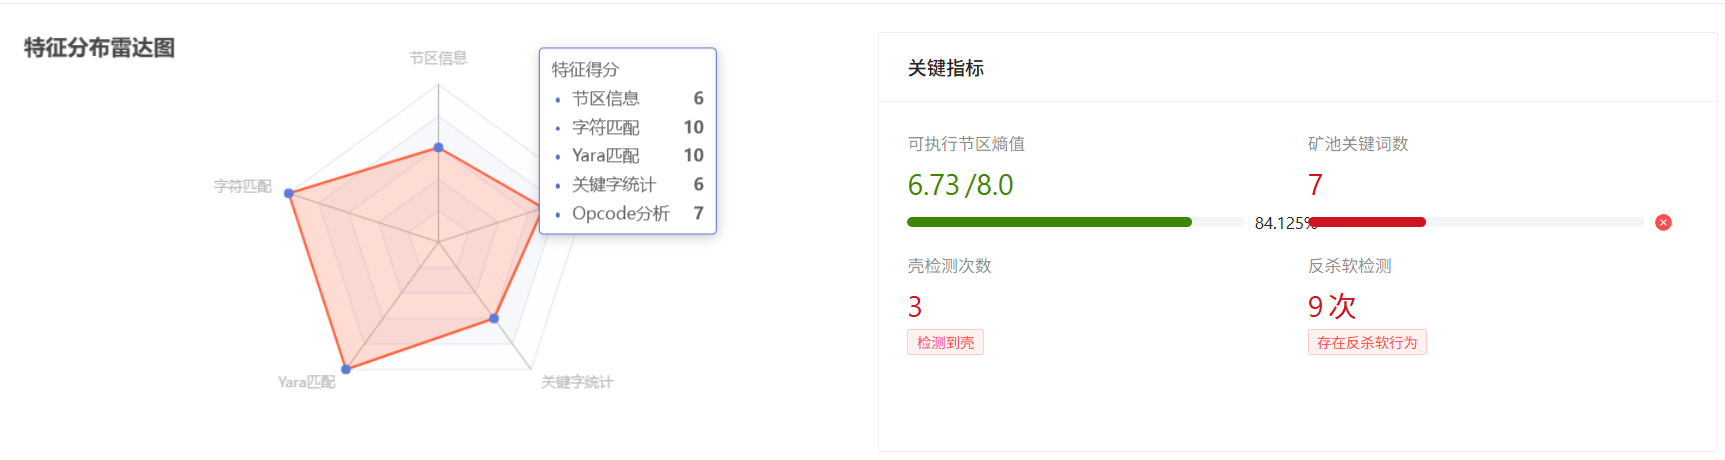 特征分布雷达图
节区信息
字符匹配
Yara匹配
关键字统计
特征得分
节区信息 6
字符匹配 10
Yara匹配 10
关键字统计 6
Opcode分析 7
关键指标
可执行节区熵值
6.73 /8.0
84.125%
矿池关键词数
7
壳检测次数
3
检测到壳
反杀软检测
9 次
存在反杀软行为